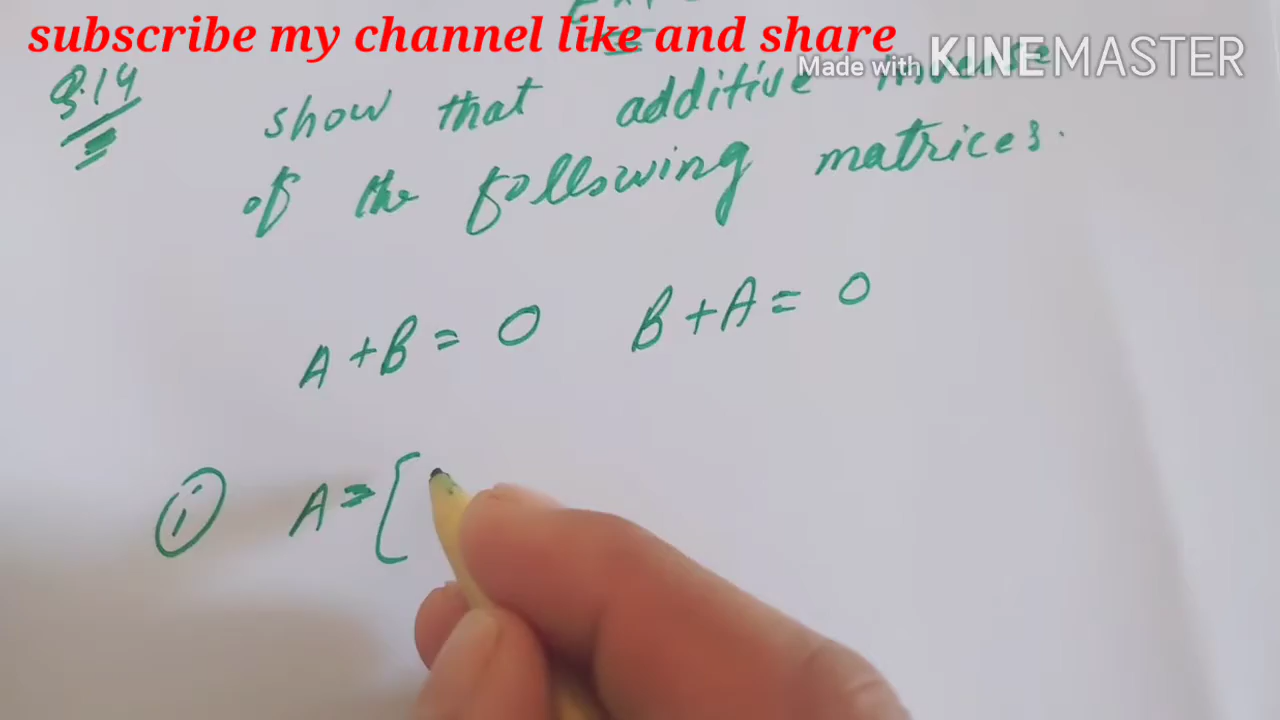 subscribe my channel like and share
Made with KINEMASTER
Q.14 show that additive inverse
of the following matrices.
A+B = 0 B+A = 0
(i) A = [